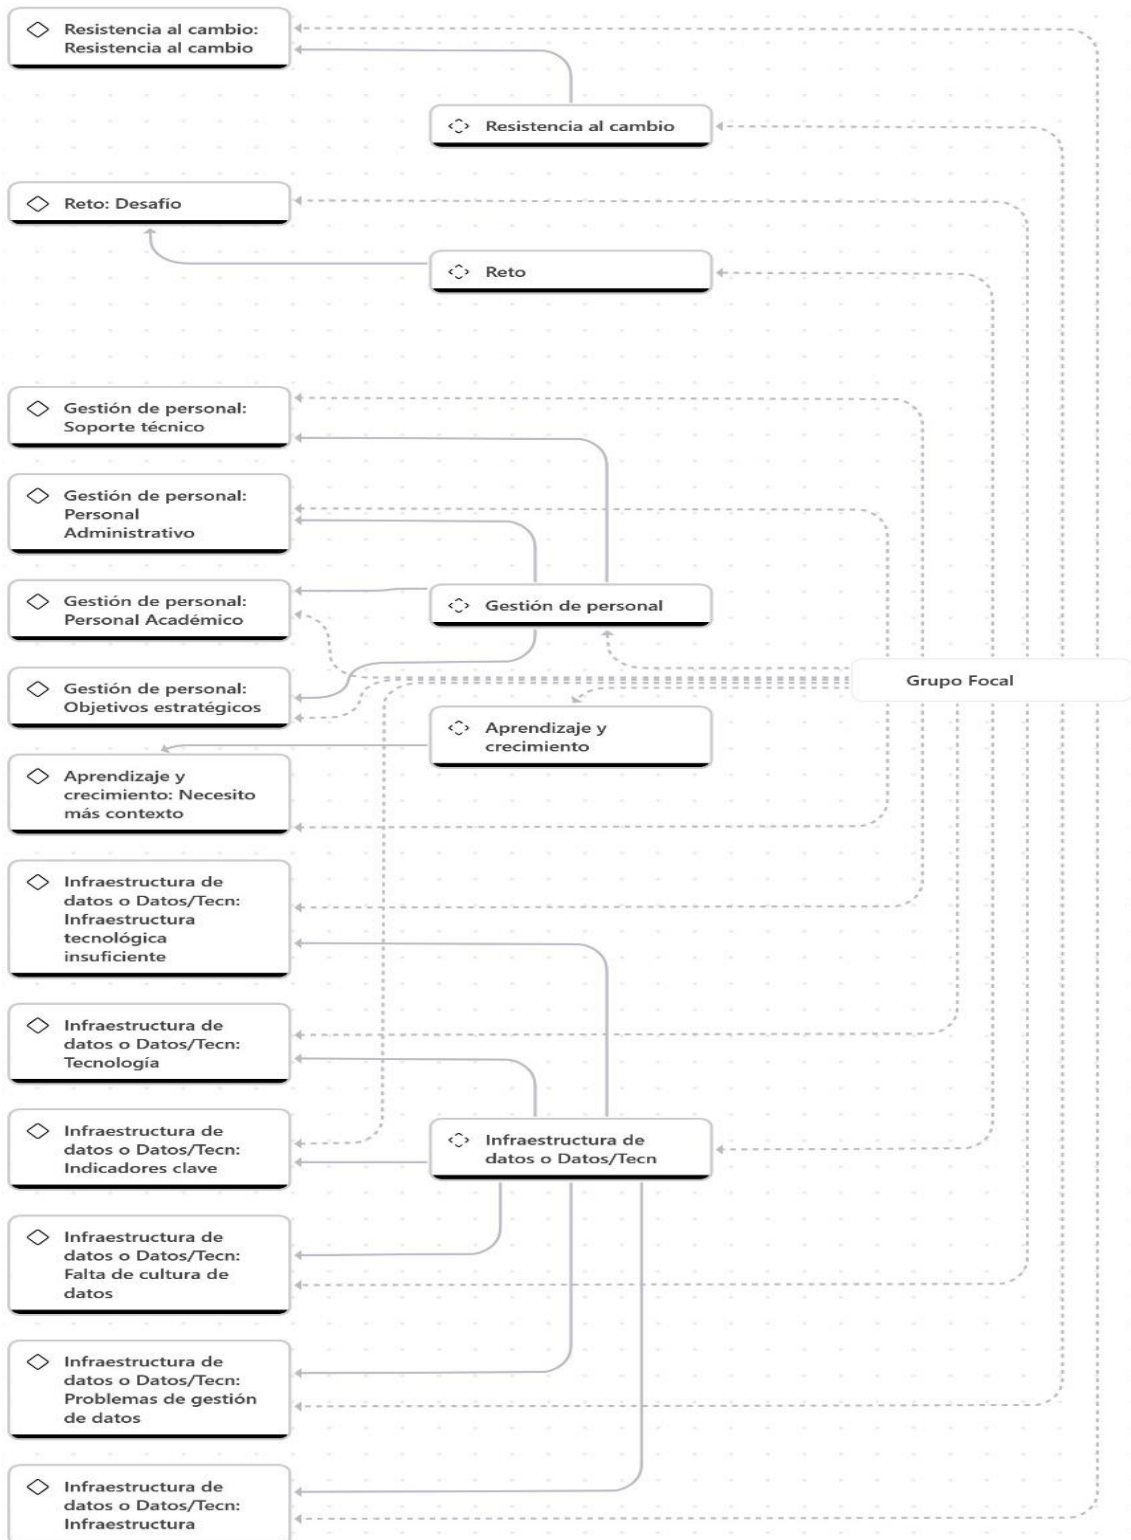 Resistencia al cambio:
Resistencia al cambio
Resistencia al cambio
Reto: Desafío
Reto
Gestión de personal:
Soporte técnico
Gestión de personal:
Personal
Administrativo
Gestión de personal:
Personal Académico
Gestión de personal
Gestión de personal:
Objetivos estratégicos
Grupo Focal
Aprendizaje y
crecimiento
Aprendizaje y
crecimiento: Necesito
más contexto
Infraestructura de
datos o Datos/Tecn:
Infraestructura
tecnológica
insuficiente
Infraestructura de
datos o Datos/Tecn:
Tecnología
Infraestructura de
datos o Datos/Tecn:
Indicadores clave
Infraestructura de
datos o Datos/Tecn
Infraestructura de
datos o Datos/Tecn:
Falta de cultura de
datos
Infraestructura de
datos o Datos/Tecn:
Problemas de gestión
de datos
Infraestructura de
datos o Datos/Tecn:
Infraestructura